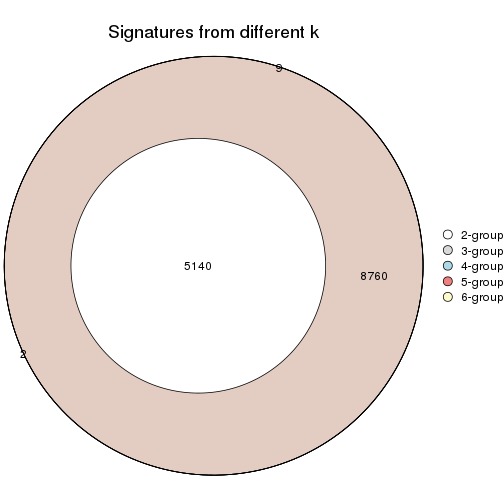 Signatures from different k
9
5140
8760
2
2-group
3-group
4-group
5-group
6-group